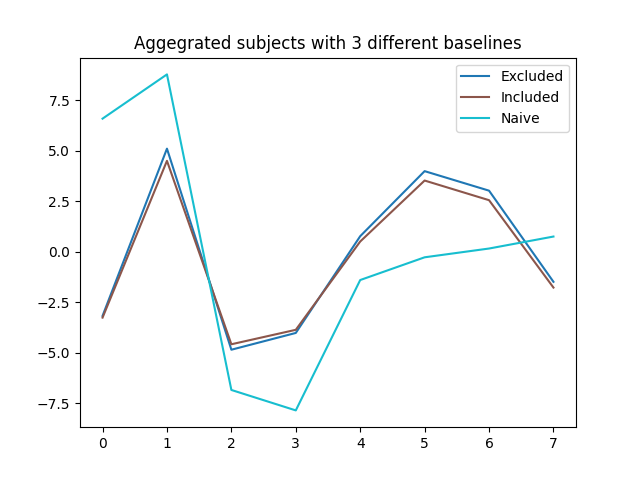 Aggegrated subjects with 3 different baselines
Excluded
Included
Naive
7.5
5.0
2.5
0.0
−2.5
−5.0
−7.5
0 1 2 3 4 5 6 7